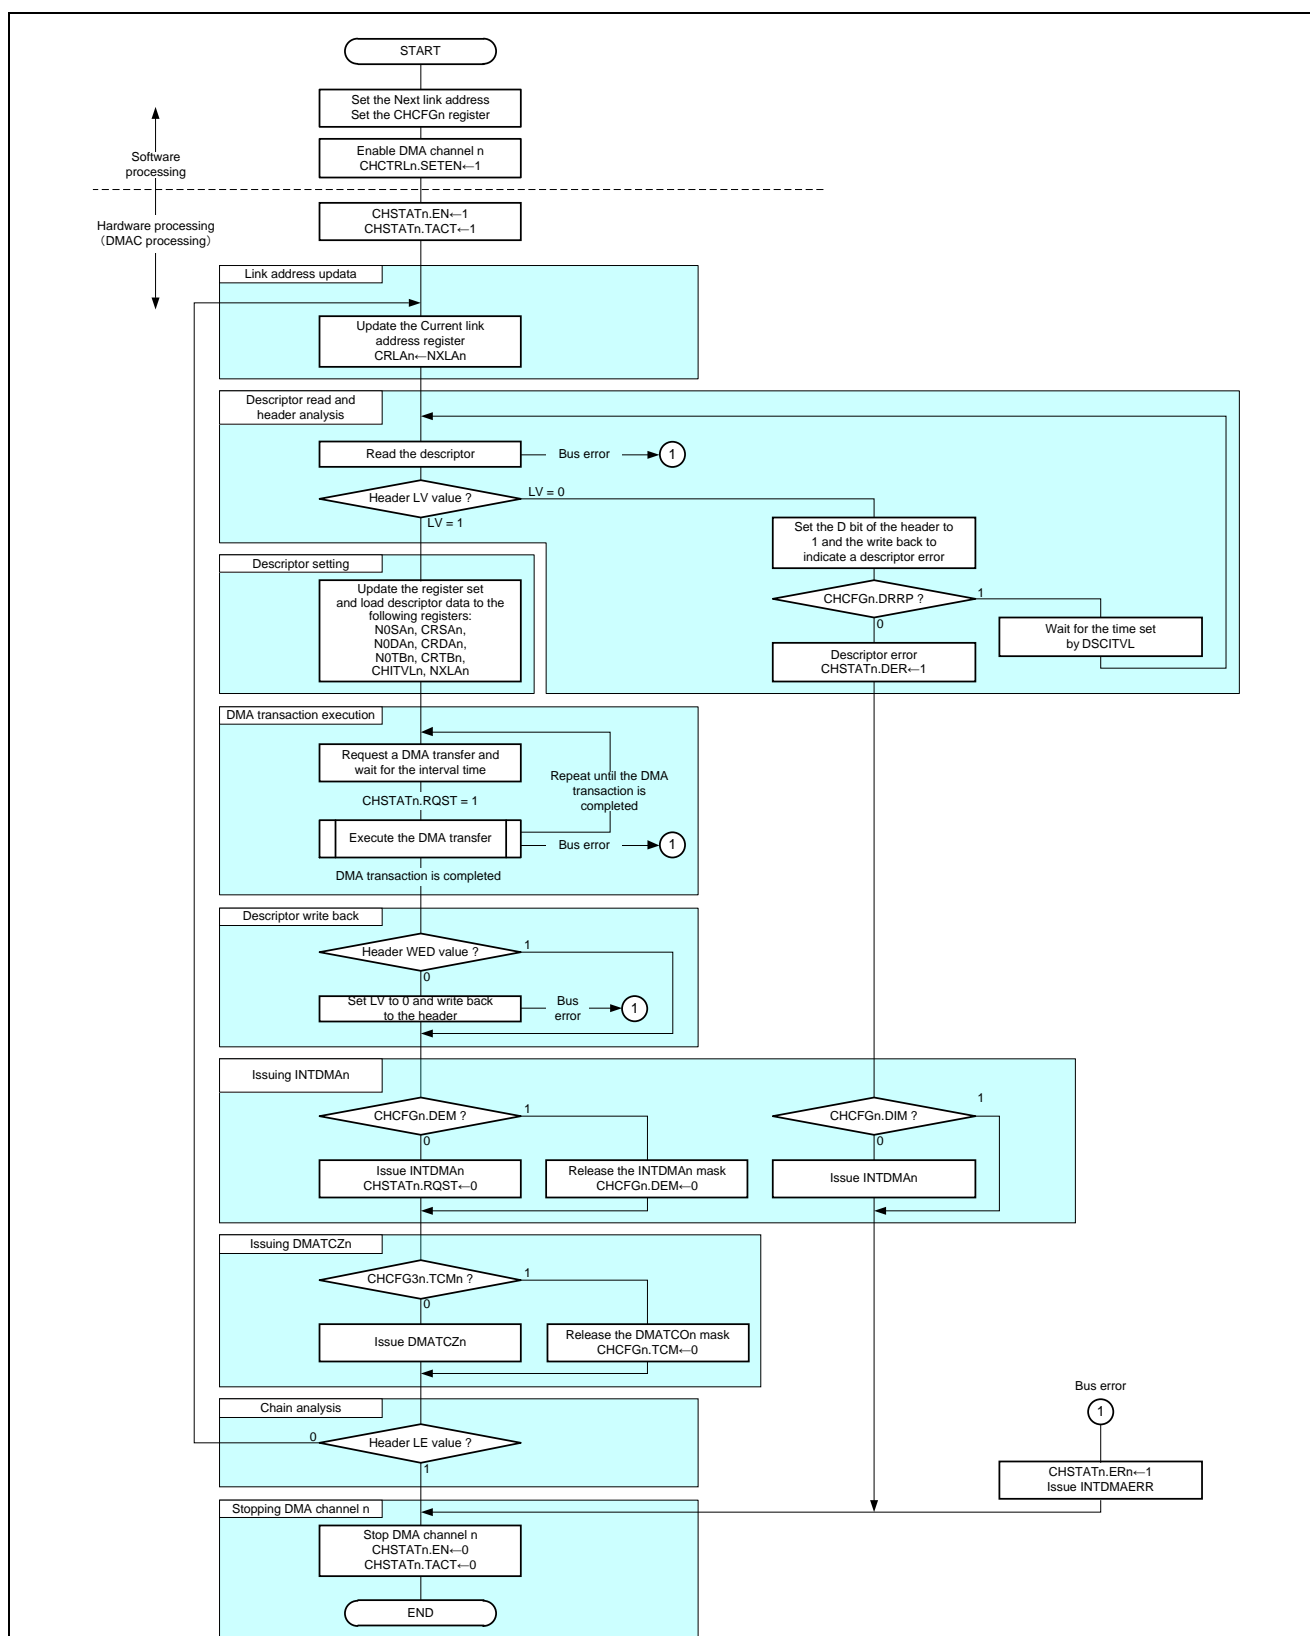 START
Set the Next link address
Set the CHCFGn register
Enable DMA channel n
CHCTRLn.SETEN←1
Software
processing
Hardware processing
(DMAC processing)
CHSTATn.EN←1
CHSTATn.TACT←1
Link address updata
Update the Current link
address register
CRLAn←NXLAn
Descriptor read and
header analysis
Read the descriptor
Bus error
1
Header LV value ?
LV = 0
LV = 1
Set the D bit of the header to
1 and the write back to
indicate a descriptor error
CHCFGn.DRRP ?
1
0
Wait for the time set
by DSCITVL
Descriptor error
CHSTATn.DER←1
Descriptor setting
Update the register set
and load descriptor data to the
following registers:
N0SAn, CRSAn,
N0DAn, CRDAn,
N0TBn, CRTBn,
CHITVLn, NXLAn
DMA transaction execution
Request a DMA transfer and
wait for the interval time
Repeat until the DMA
transaction is
completed
CHSTATn.RQST = 1
Execute the DMA transfer
Bus error
1
DMA transaction is completed
Descriptor write back
Header WED value ?
1
0
Set LV to 0 and write back
to the header
Bus
error
1
Issuing INTDMAn
CHCFGn.DEM ?
1
0
Issue INTDMAn
CHSTATn.RQST←0
Release the INTDMAn mask
CHCFGn.DEM←0
CHCFGn.DIM ?
1
0
Issue INTDMAn
Issuing DMATCZn
CHCFG3n.TCMn ?
1
0
Issue DMATCZn
Release the DMATCOn mask
CHCFGn.TCM←0
Chain analysis
Header LE value ?
0
1
Bus error
1
CHSTATn.ERn←1
Issue INTDMAERR
Stopping DMA channel n
Stop DMA channel n
CHSTATn.EN←0
CHSTATn.TACT←0
END